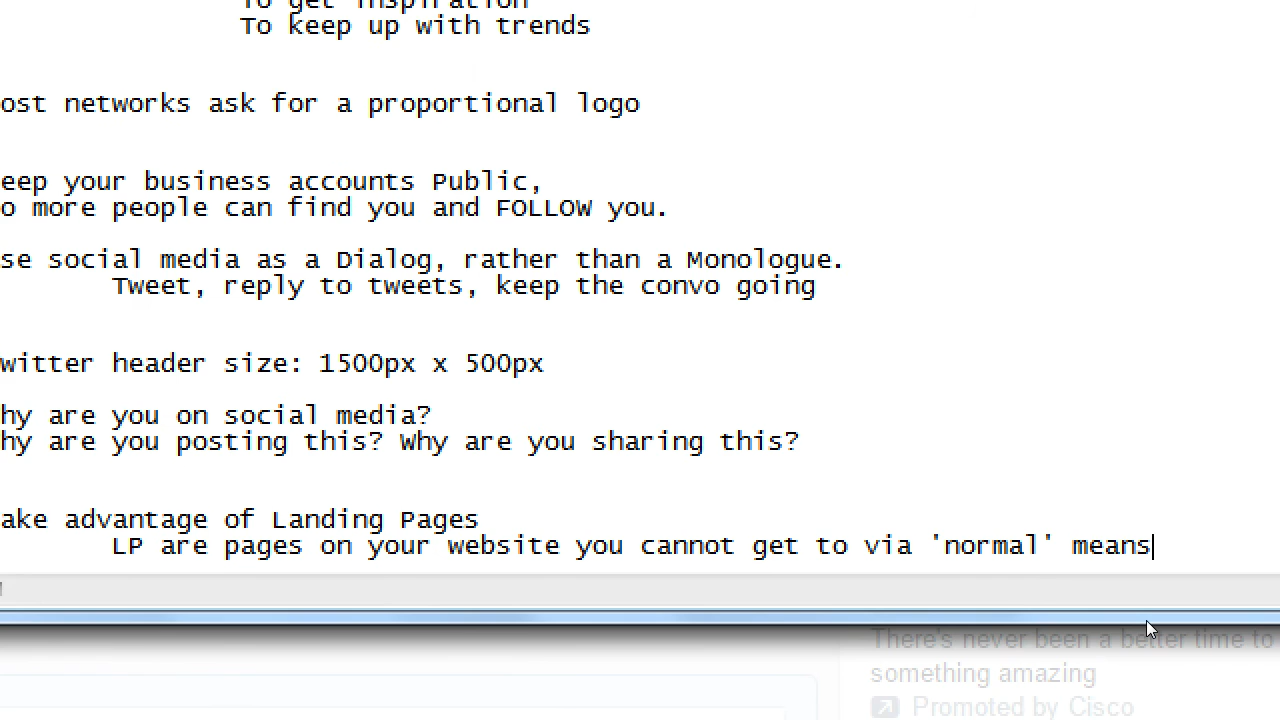 To get inspiration
To keep up with trends
ost networks ask for a proportional logo
eep your business accounts Public,
o more people can find you and FOLLOW you.
se social media as a Dialog, rather than a Monologue.
Tweet, reply to tweets, keep the convo going
witter header size: 1500px x 500px
hy are you on social media?
hy are you posting this? Why are you sharing this?
ake advantage of Landing Pages
LP are pages on your website you cannot get to via 'normal' means
There's never been a better time to
something amazing
Promoted by Cisco